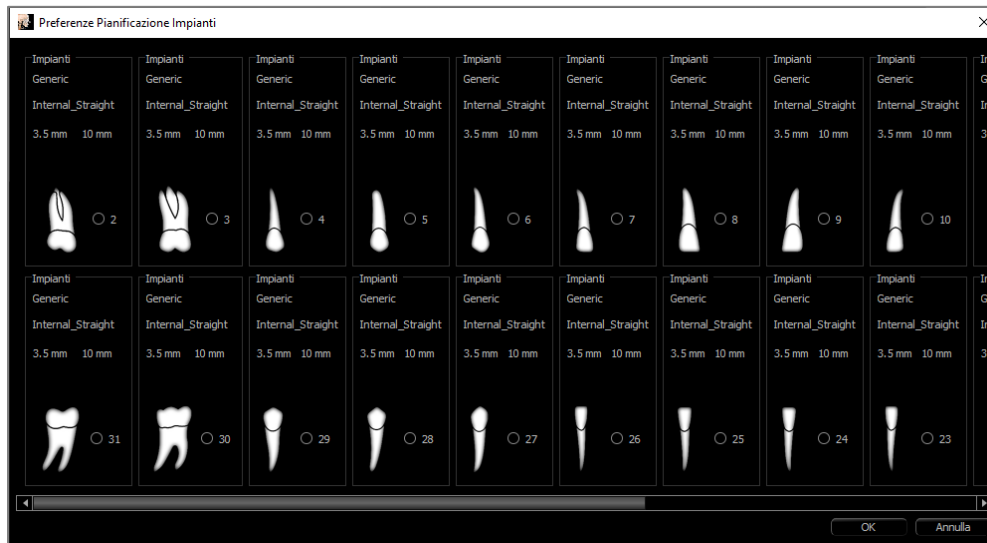 Preferenze Pianificazione Impianti
Impianti Impianti Impianti Impianti Impianti Impianti Impianti Impianti Impianti
Generic Generic Generic Generic Generic Generic Generic Generic Generic
Internal_Straight Internal_Straight Internal_Straight Internal_Straight Internal_Straight Internal_Straight Internal_Straight Internal_Straight Internal_Straight
3.5 mm 10 mm 3.5 mm 10 mm 3.5 mm 10 mm 3.5 mm 10 mm 3.5 mm 10 mm 3.5 mm 10 mm 3.5 mm 10 mm 3.5 mm 10 mm 3.5 mm 10 mm
2 3 4 5 6 7 8 9 10
Impianti Impianti Impianti Impianti Impianti Impianti Impianti Impianti Impianti
Generic Generic Generic Generic Generic Generic Generic Generic Generic
Internal_Straight Internal_Straight Internal_Straight Internal_Straight Internal_Straight Internal_Straight Internal_Straight Internal_Straight Internal_Straight
3.5 mm 10 mm 3.5 mm 10 mm 3.5 mm 10 mm 3.5 mm 10 mm 3.5 mm 10 mm 3.5 mm 10 mm 3.5 mm 10 mm 3.5 mm 10 mm 3.5 mm 10 mm
31 30 29 28 27 26 25 24 23
OK Annulla